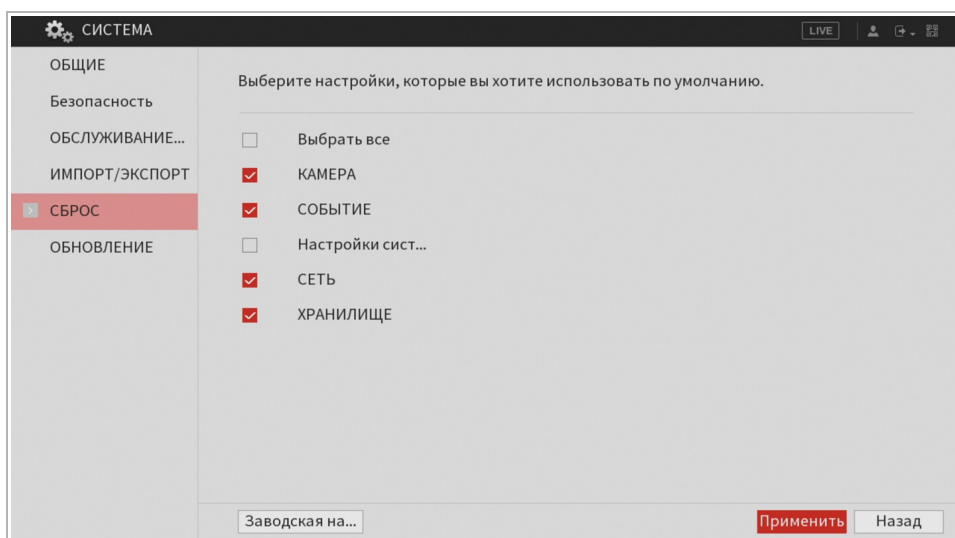 СИСТЕМА
LIVE
ОБЩИЕ
Безопасность
ОБСЛУЖИВАНИЕ...
ИМПОРТ/ЭКСПОРТ
СБРОС
ОБНОВЛЕНИЕ
Выберите настройки, которые вы хотите использовать по умолчанию.
Выбрать все
КАМЕРА
СОБЫТИЕ
Настройки сист...
СЕТЬ
ХРАНИЛИЩЕ
Заводская на...
Применить
Назад